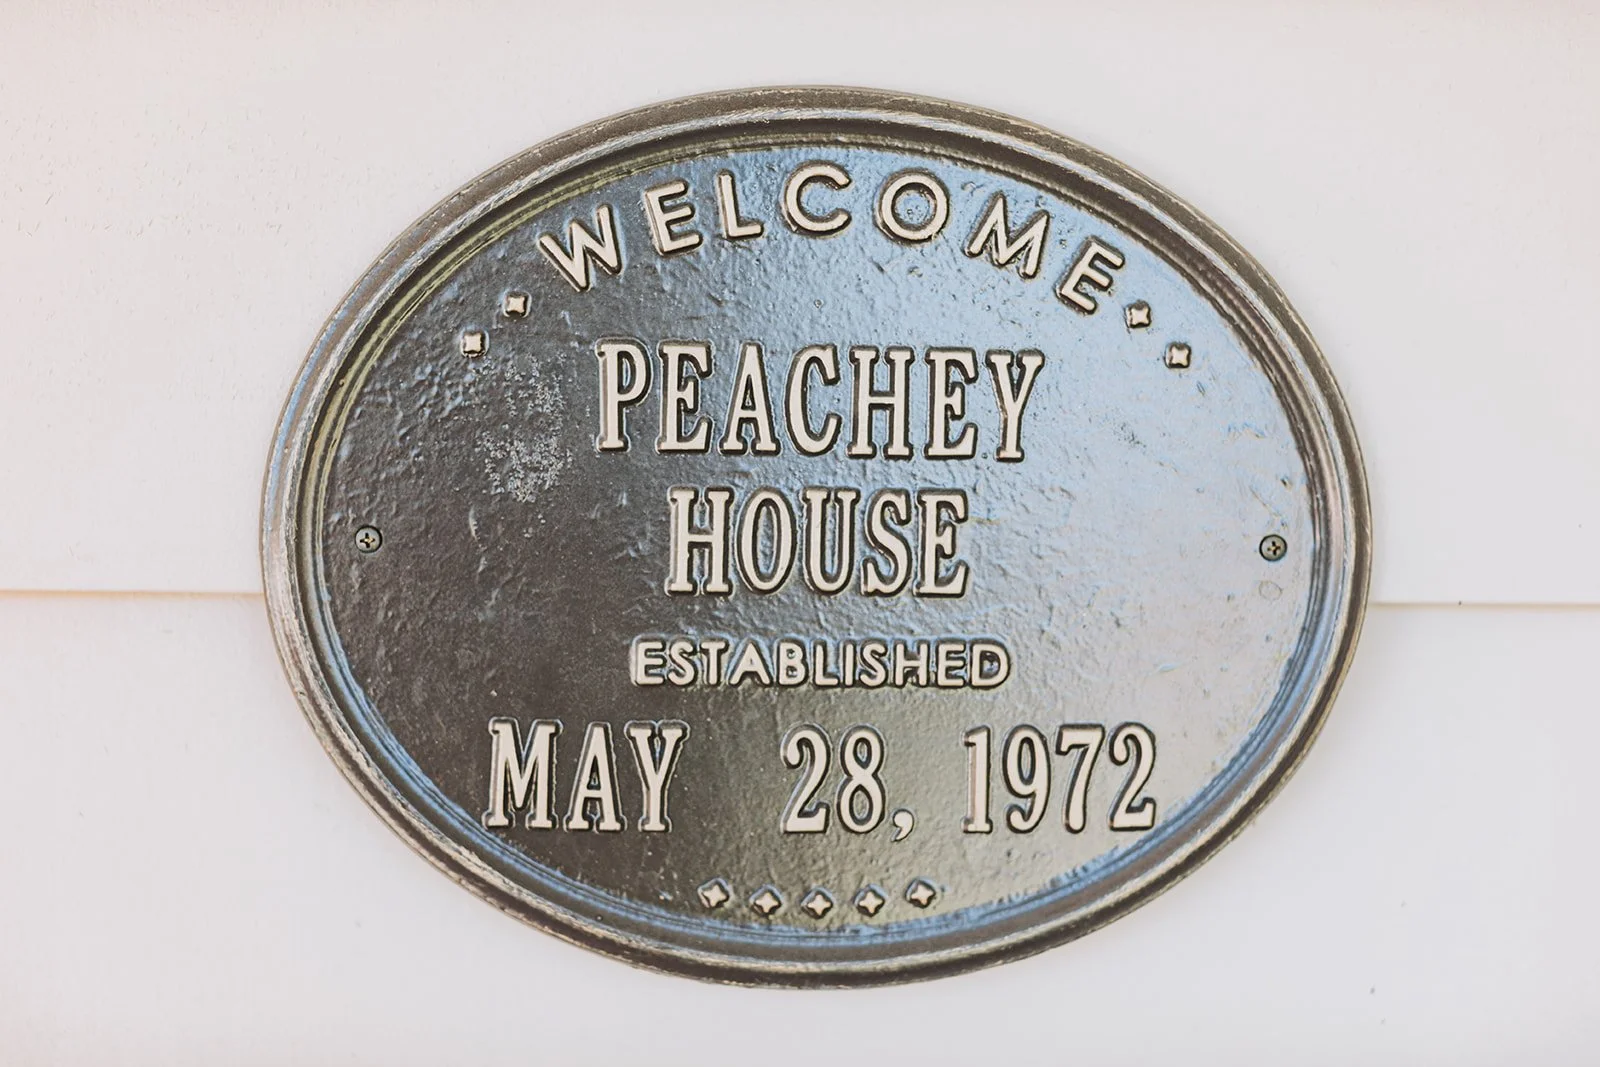 WELCOME
PEACHEY
HOUSE
ESTABLISHED
MAY 28, 1972